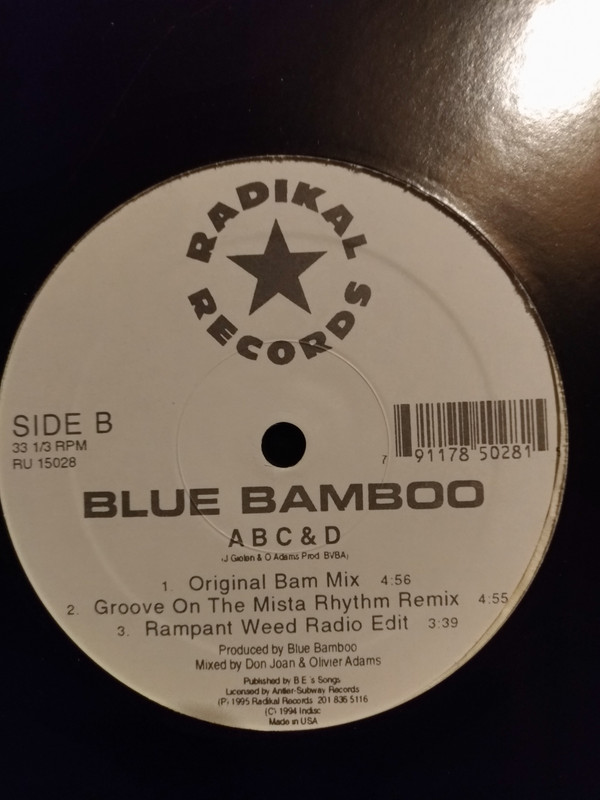 RADIKAL
RECORDS
SIDE B
33 1/3 RPM
RU 15028
7 91178 50281
BLUE BAMBOO
ABC&D
(J Gielen & O Adams Prod BVBA)
1. Original Bam Mix 4:56
2. Groove On The Mista Rhythm Remix 4:55
3. Rampant Weed Radio Edit 3:39
Produced by Blue Bamboo
Mixed by Don Joan & Olivier Adams
Published by B E 's Songs
Licensed by Antler-Subway Records
(P) 1995 Radikal Records 201 836 5116
(C) 1994 Indisc
Made in USA